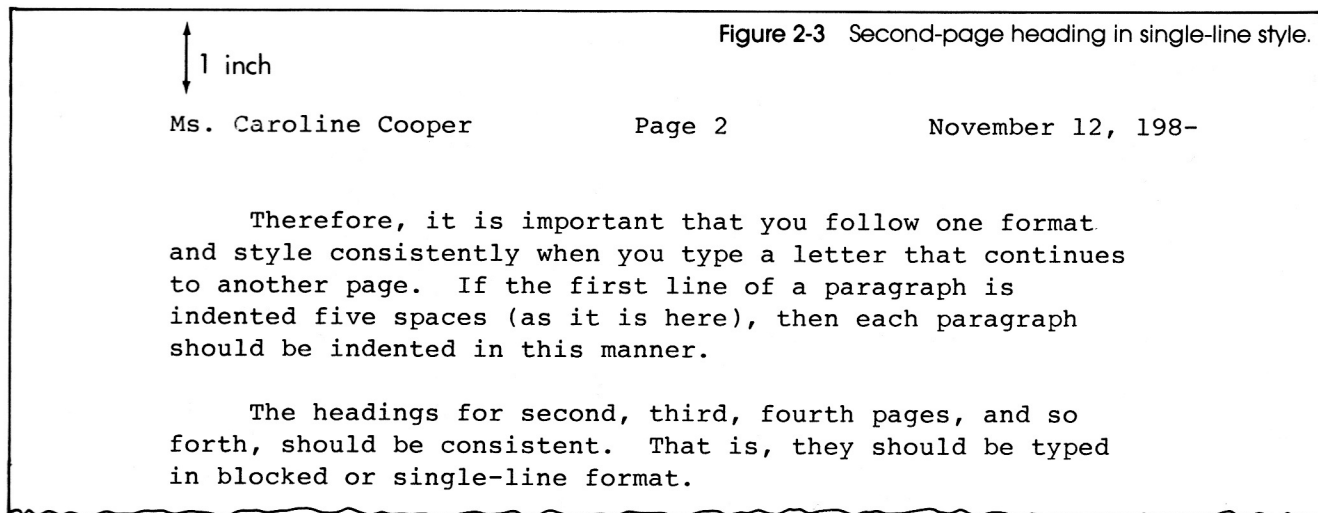 Figure 2-3 Second-page heading in single-line style.
1 inch
Ms. Caroline Cooper Page 2 November 12, 198-
Therefore, it is important that you follow one format
and style consistently when you type a letter that continues
to another page. If the first line of a paragraph is
indented five spaces (as it is here), then each paragraph
should be indented in this manner.
The headings for second, third, fourth pages, and so
forth, should be consistent. That is, they should be typed
in blocked or single-line format.